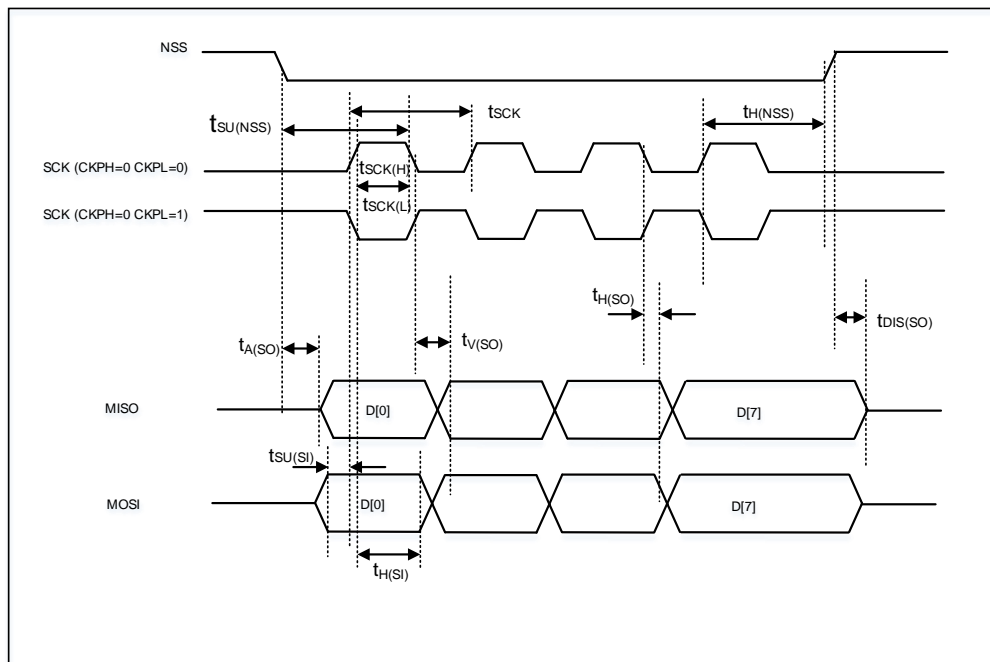 NSS
tSCK
tH(NSS)
tSU(NSS)
SCK (CKPH=0 CKPL=0)
tSCK(H)
tSCK(L)
SCK (CKPH=0 CKPL=1)
tH(SO)
tDIS(SO)
tV(SO)
tA(SO)
MISO
D[0]
D[7]
tSU(SI)
MOSI
D[0]
D[7]
tH(SI)